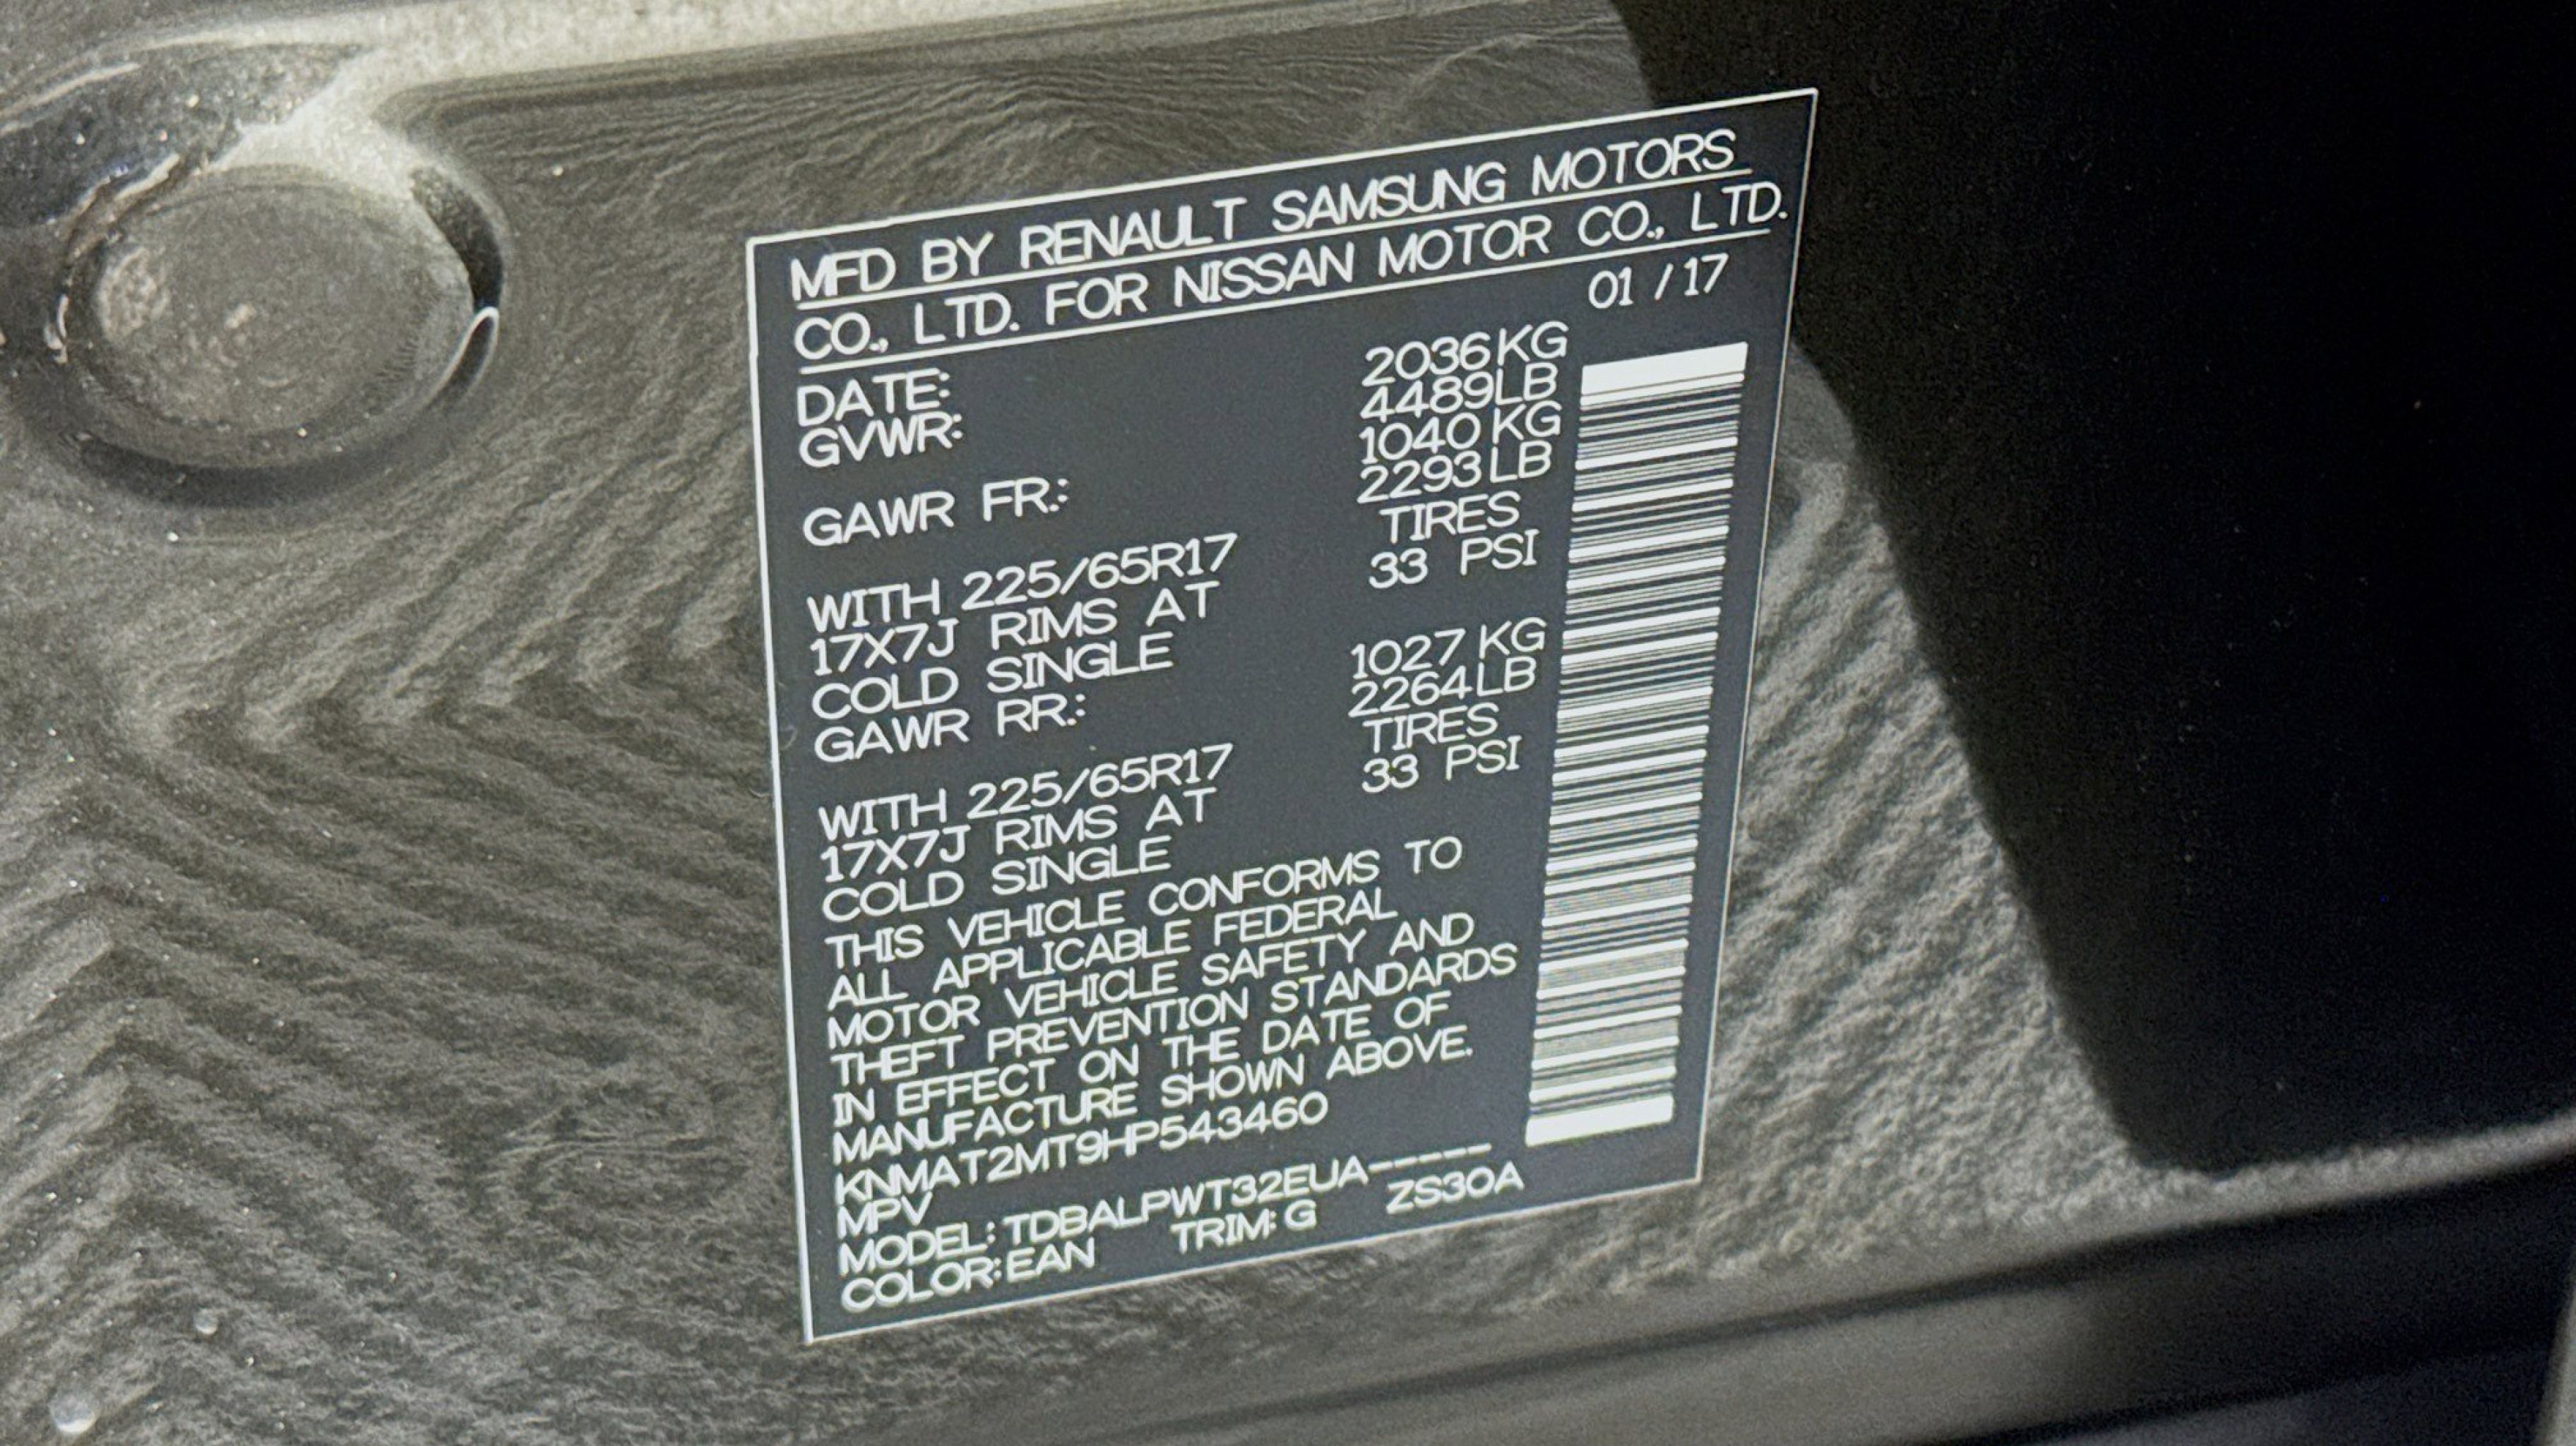 MFD BY RENAULT SAMSUNG MOTORS
CO., LTD. FOR NISSAN MOTOR CO., LTD.
DATE: 01 / 17
GVWR: 2036 KG
4489 LB
GAWR FR.: 1040 KG
2293 LB
WITH 225/65R17 TIRES
17X7J RIMS AT 33 PSI
COLD SINGLE
GAWR RR.: 1027 KG
2264 LB
WITH 225/65R17 TIRES
17X7J RIMS AT 33 PSI
COLD SINGLE
THIS VEHICLE CONFORMS TO
ALL APPLICABLE FEDERAL
MOTOR VEHICLE SAFETY AND
THEFT PREVENTION STANDARDS
IN EFFECT ON THE DATE OF
MANUFACTURE SHOWN ABOVE.
KNMAT2MT9HP543460
MPV
MODEL: TDBALPWT32EUA-----
COLOR: EAN TRIM: G ZS30A